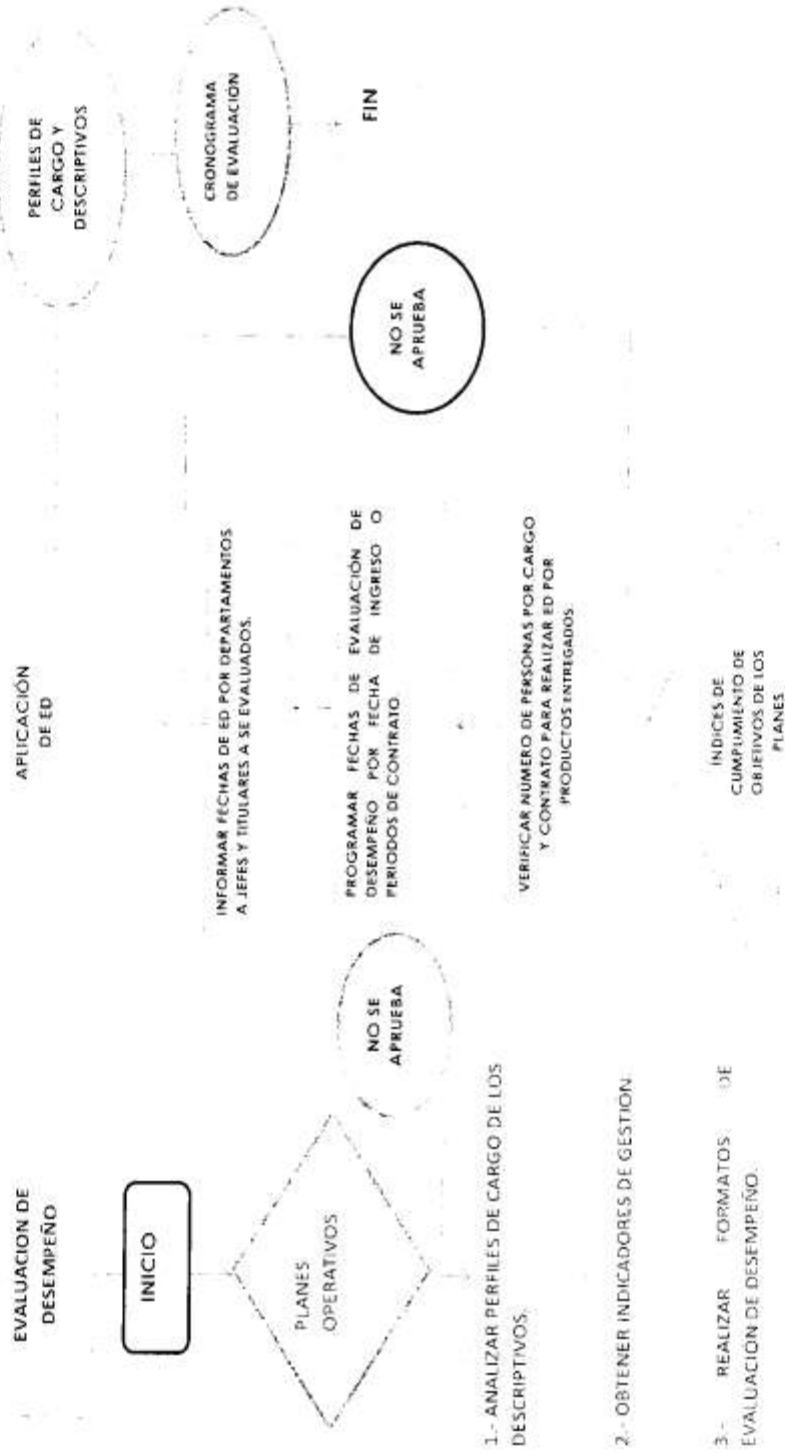 EVALUACION DE
DESEMPEÑO
INICIO
PLANES
OPERATIVOS
NO SE
APRUEBA
1.- ANALIZAR PERFILES DE CARGO DE LOS
DESCRIPTIVOS.
2.- OBTENER INDICADORES DE GESTION.
3.- REALIZAR FORMATOS DE
EVALUACION DE DESEMPEÑO.
APLICACIÓN
DE ED
INFORMAR FECHAS DE ED POR DEPARTAMENTOS
A JEFES Y TITULARES A SE EVALUADOS.
PROGRAMAR FECHAS DE EVALUACIÓN DE
DESEMPEÑO POR FECHA DE INGRESO O
PERIODOS DE CONTRATO.
VERIFICAR NUMERO DE PERSONAS POR CARGO
Y CONTRATO PARA REALIZAR ED POR
PRODUCTOS ENTREGADOS.
INDICES DE
CUMPLIMIENTO DE
OBJETIVOS DE LOS
PLANES
NO SE
APRUEBA
PERFILES DE
CARGO Y
DESCRIPTIVOS
CRONOGRAMA
DE EVALUACIÓN
FIN